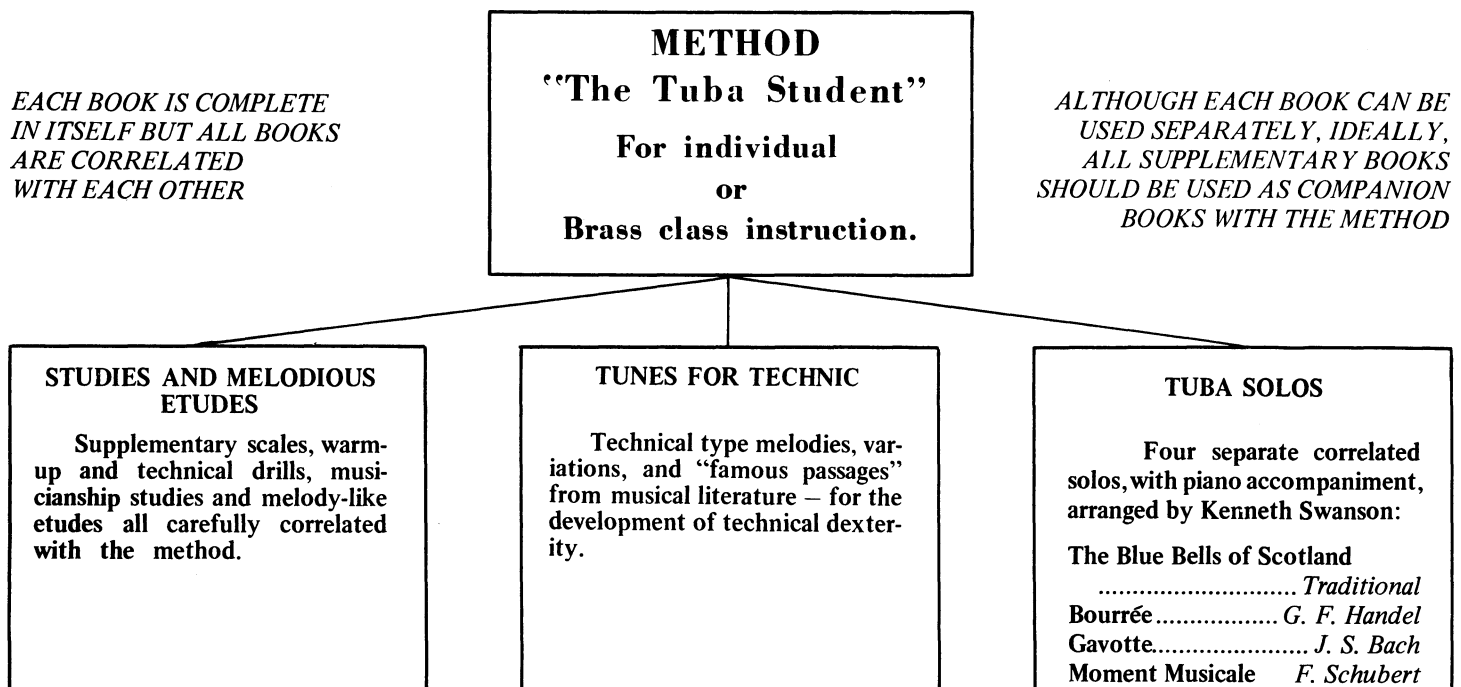 METHOD
“The Tuba Student”
For individual
or
Brass class instruction.
EACH BOOK IS COMPLETE
IN ITSELF BUT ALL BOOKS
ARE CORRELATED
WITH EACH OTHER
ALTHOUGH EACH BOOK CAN BE
USED SEPARATELY, IDEALLY,
ALL SUPPLEMENTARY BOOKS
SHOULD BE USED AS COMPANION
BOOKS WITH THE METHOD
STUDIES AND MELODIOUS
ETUDES
Supplementary scales, warm-
up and technical drills, musi-
cianship studies and melody-like
etudes all carefully correlated
with the method.
TUNES FOR TECHNIC
Technical type melodies, var-
iations, and “famous passages”
from musical literature — for the
development of technical dexter-
ity.
TUBA SOLOS
Four separate correlated
solos, with piano accompaniment,
arranged by Kenneth Swanson:
The Blue Bells of Scotland
............................ Traditional
Bourrée .................. G. F. Handel
Gavotte....................... J. S. Bach
Moment Musicale F. Schubert